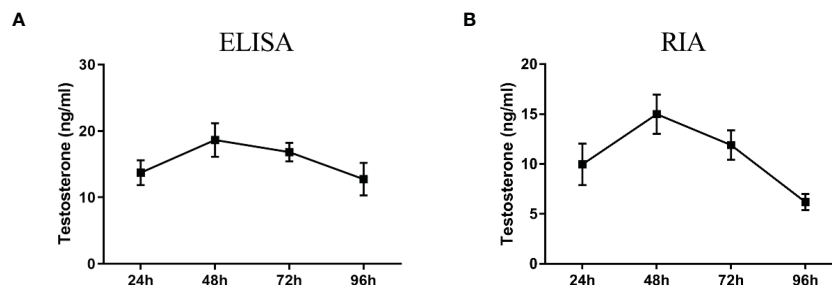 A
ELISA
Testosterone (ng/ml)
30
20
10
0
24h 48h 72h 96h
B
RIA
Testosterone (ng/ml)
20
15
10
5
0
24h 48h 72h 96h